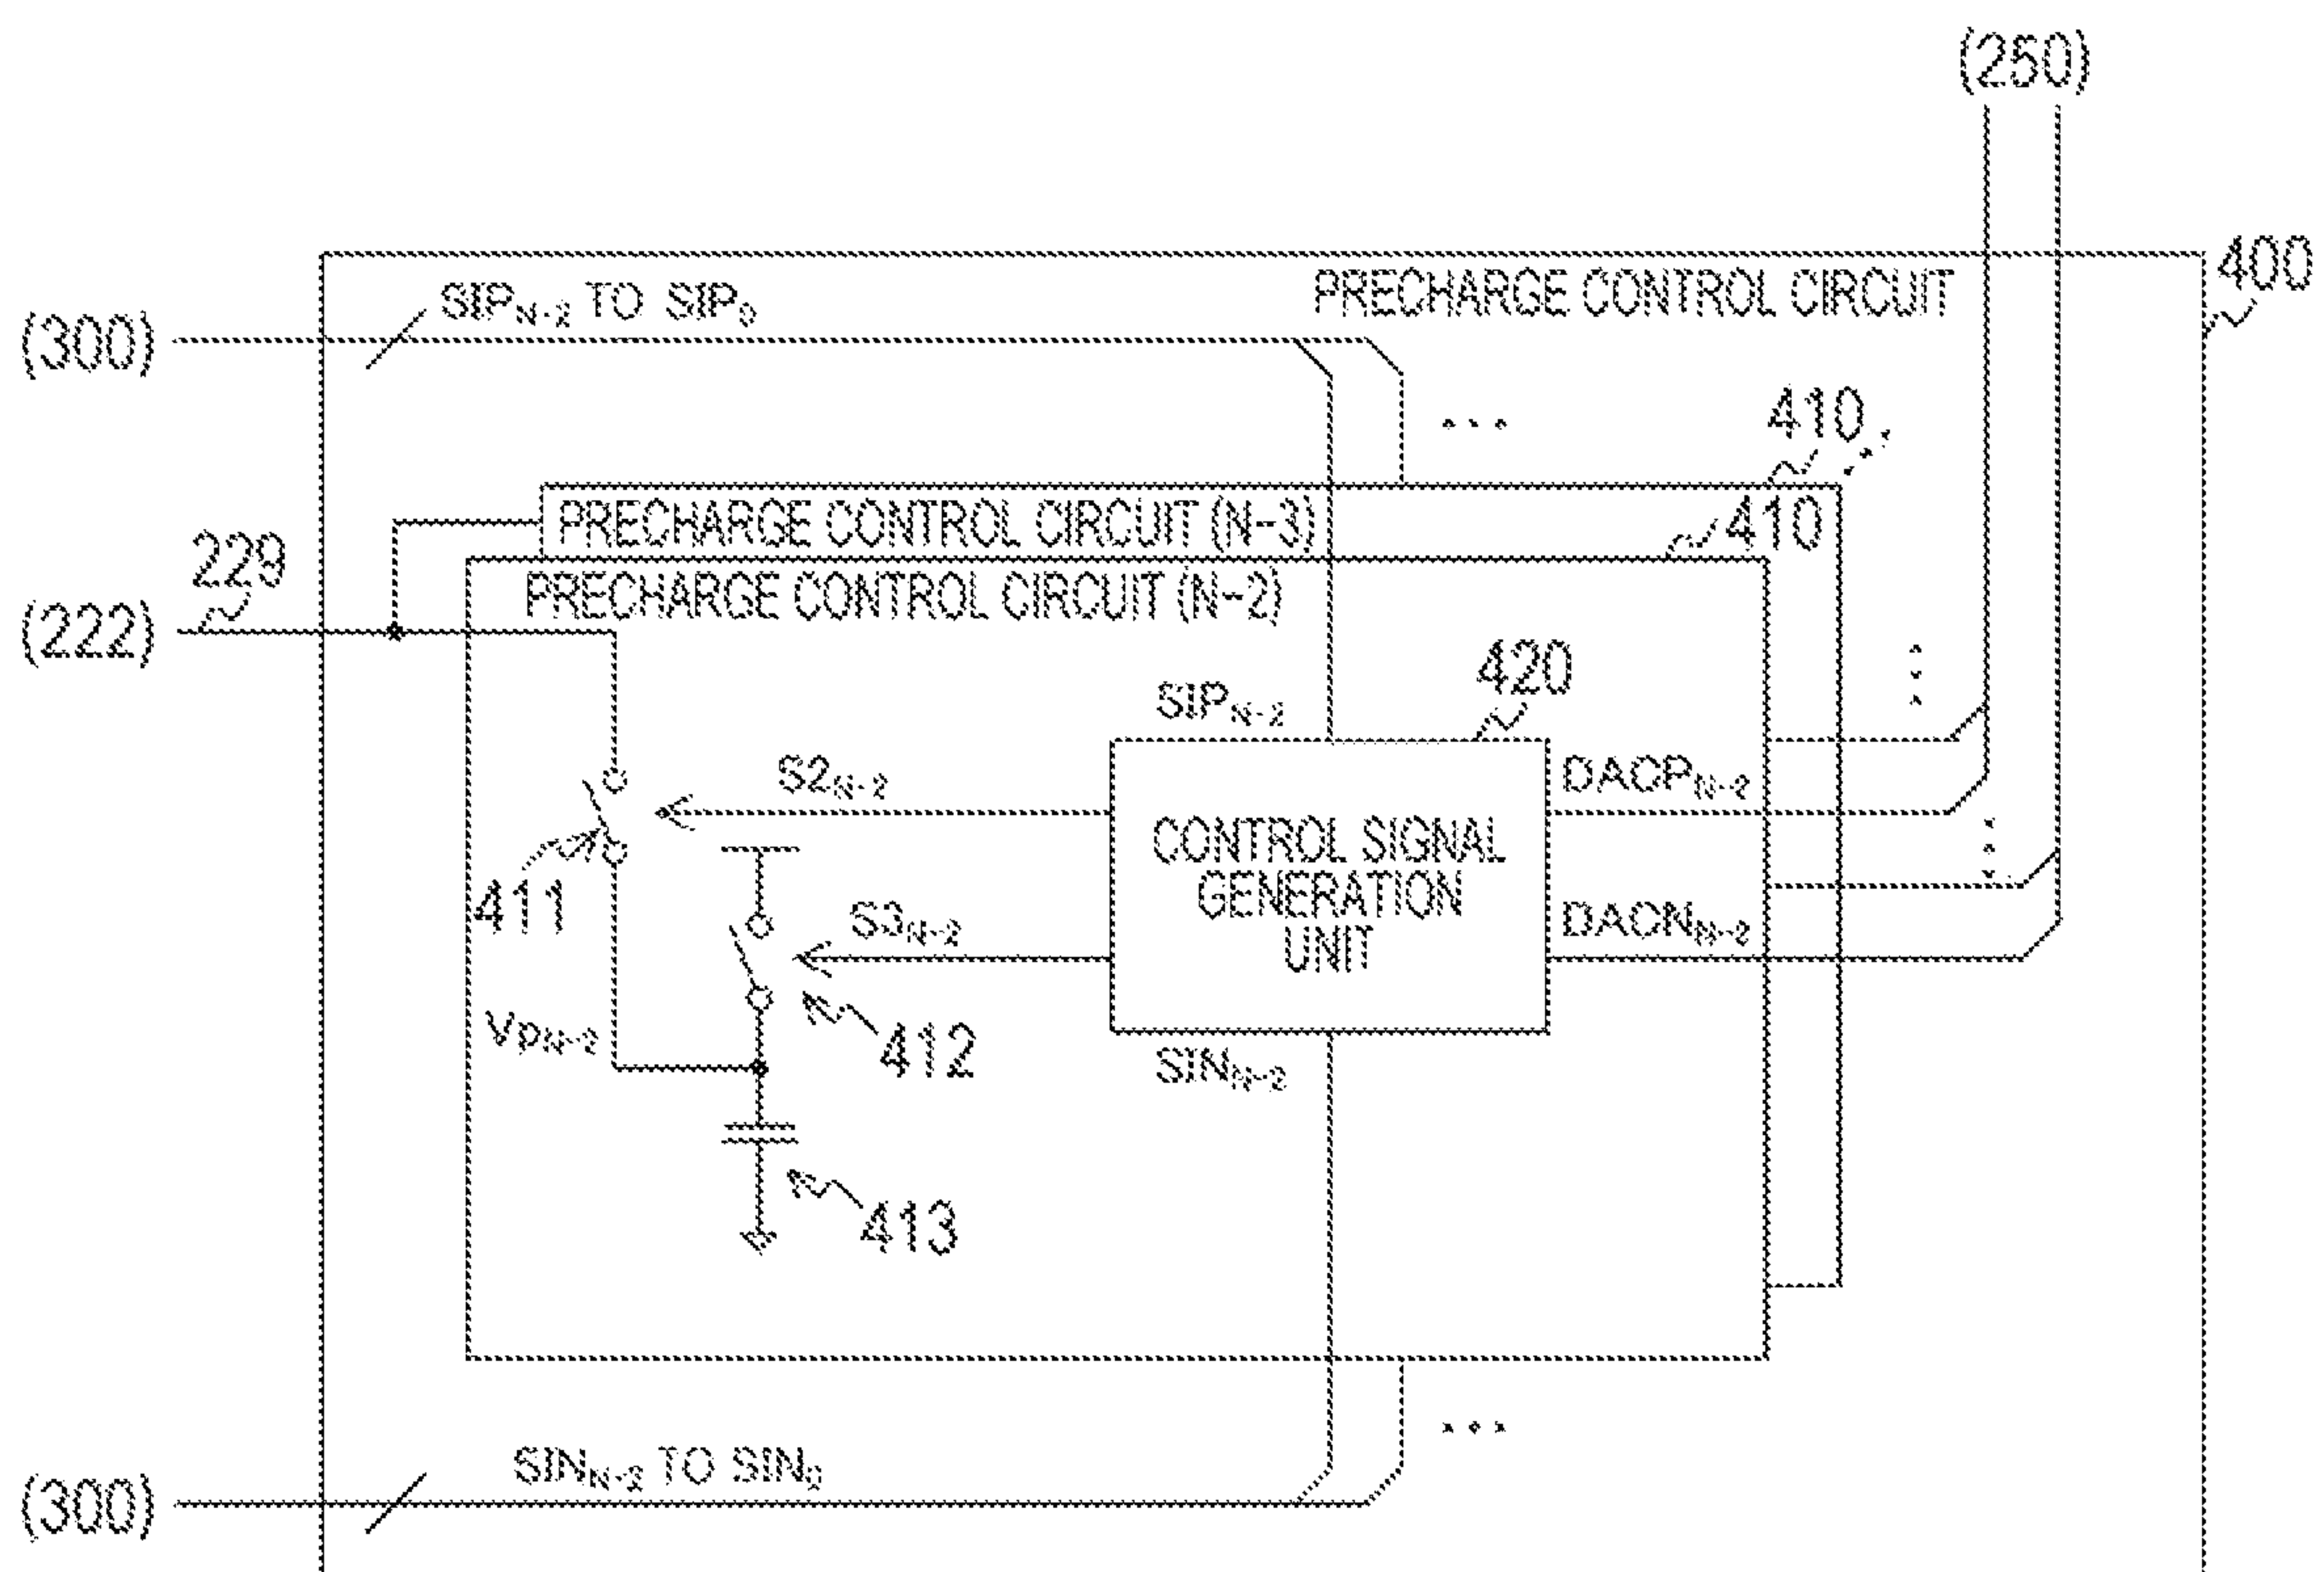 (250)
400
PRECHARGE CONTROL CIRCUIT
SIPN-2 TO SIP0
(300)
410
PRECHARGE CONTROL CIRCUIT (N-3)
410
229
PRECHARGE CONTROL CIRCUIT (N-2)
(222)
420
SIPN-2
S2N-2
DACPN-2
CONTROL SIGNAL
GENERATION
UNIT
411
S3N-2
DACNN-2
VpN-2
412
SINN-2
413
SINN-2 TO SIN0
(300)